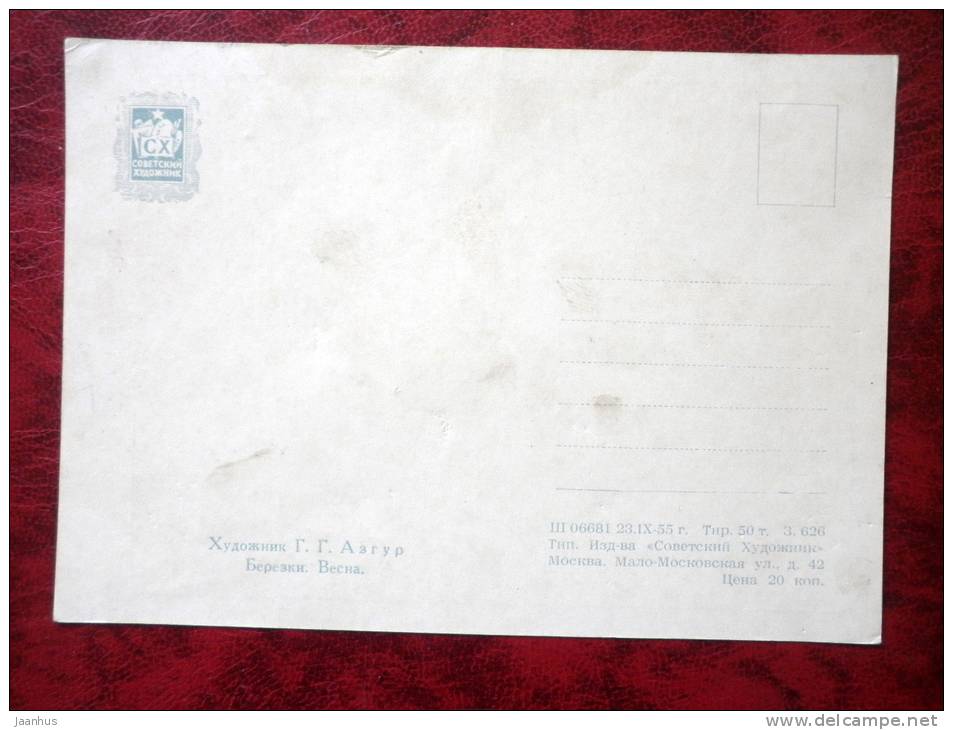 СХ
СОВЕТСКИЙ
ХУДОЖНИК
Художник Г. Г. Азгур
Березки. Весна.
Ш 06681 23.IX-55 г. Тир. 50 т. З. 626
Тип. Изд-ва «Советский Художник»
Москва. Мало-Московская ул., д. 42
Цена 20 коп.
jaanhus
www.delcampe.net